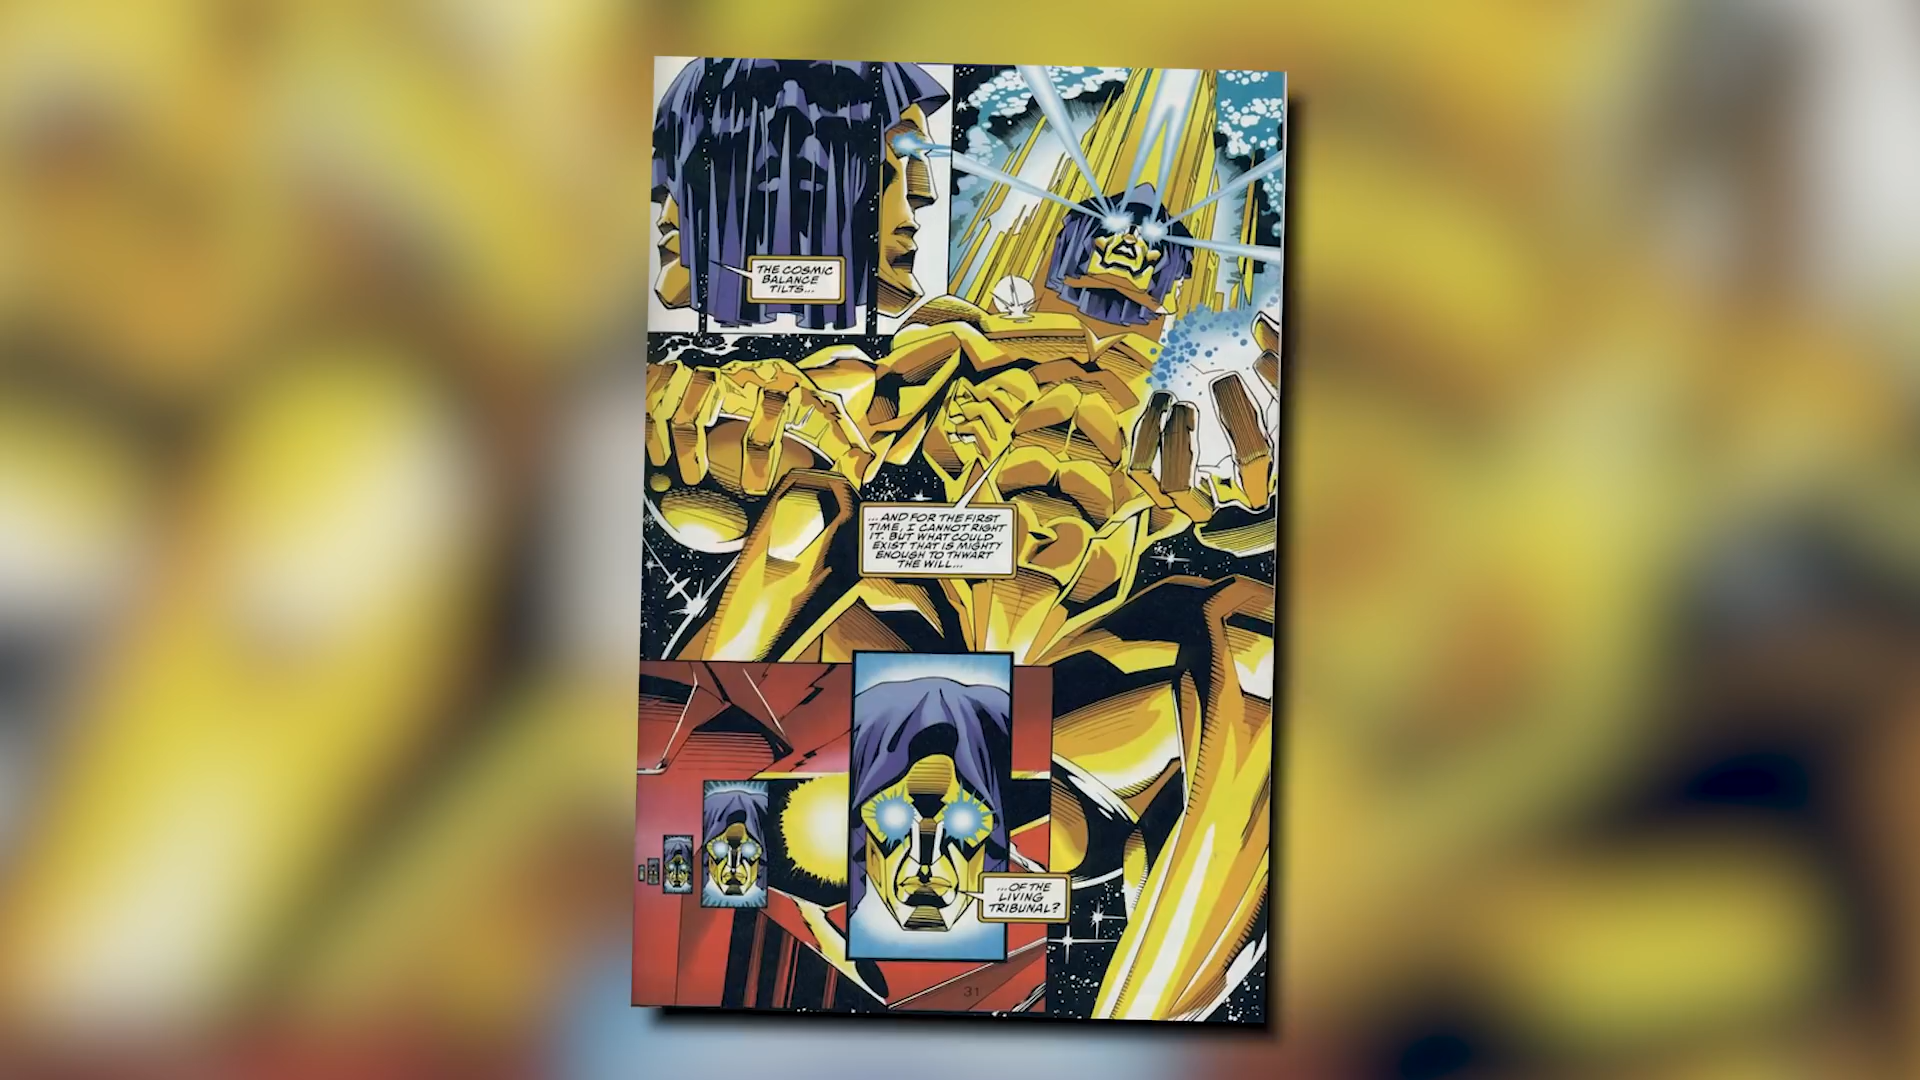 THE COSMIC
BALANCE
TILTS...
...AND FOR THE FIRST
TIME, I CANNOT RIGHT
IT. BUT WHAT COULD
EXIST THAT IS MIGHTY
ENOUGH TO THWART
THE WILL...
...OF THE
LIVING
TRIBUNAL?
31